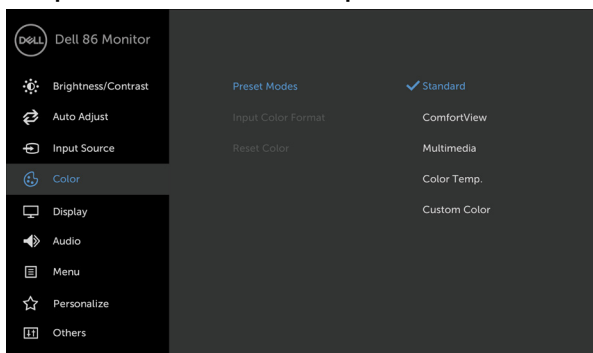 DELL Dell 86 Monitor
Brightness/Contrast Preset Modes Standard
Auto Adjust Input Color Format ComfortView
Input Source Reset Color Multimedia
Color Color Temp.
Display Custom Color
Audio
Menu
Personalize
Others